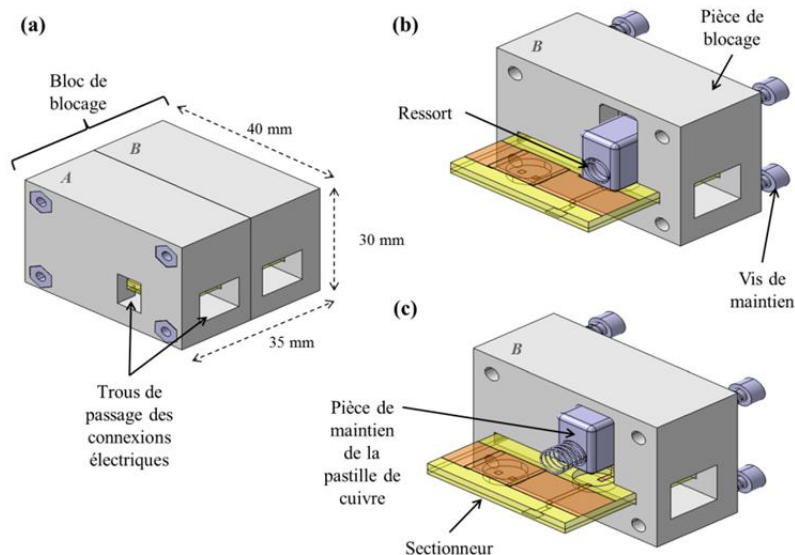 (a)
Bloc de
blocage
B
A
40 mm
30 mm
35 mm
Trous de
passage des
connexions
électriques
(b)
Pièce de
blocage
B
Ressort
Vis de
maintien
(c)
B
Pièce de
maintien
de la
pastille de
cuivre
Sectionneur